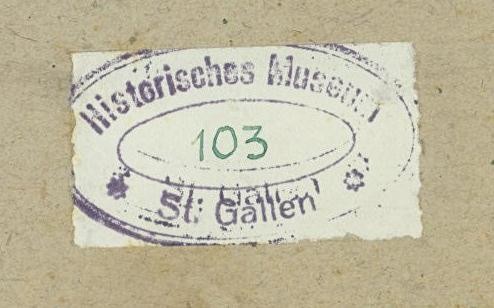 Historisches Museum
103
St. Gallen